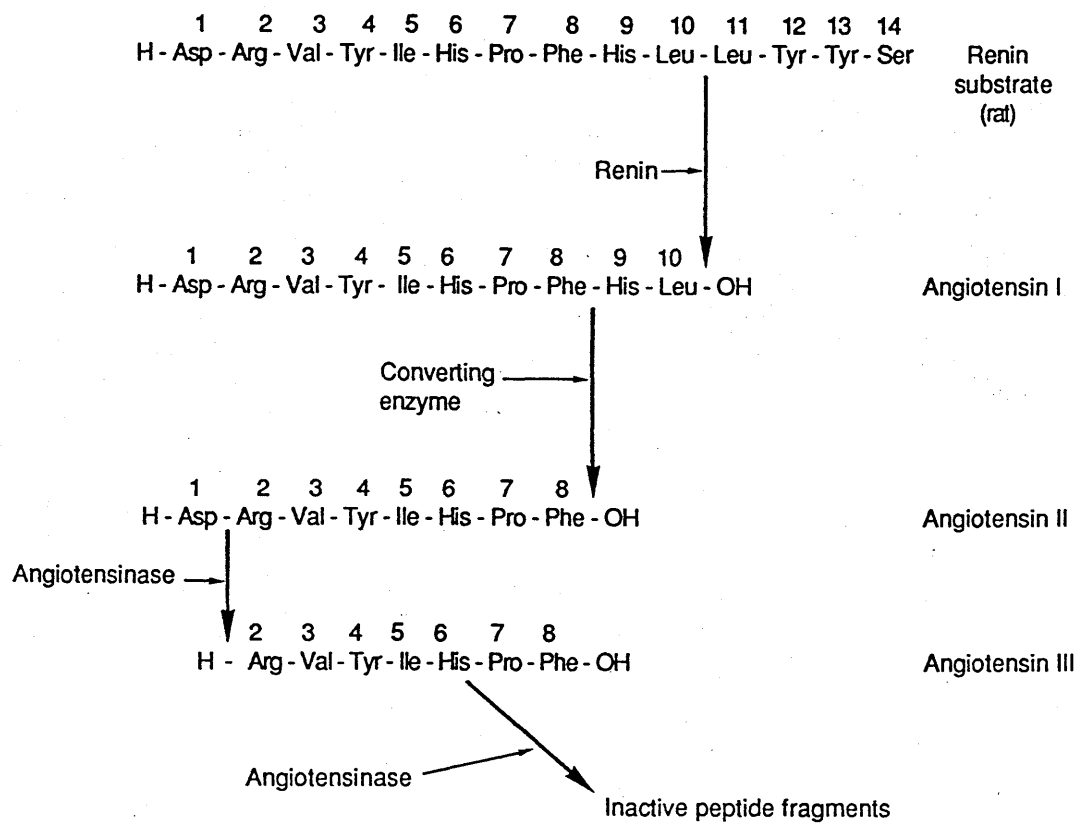 1 2 3 4 5 6 7 8 9 10 11 12 13 14
H - Asp - Arg - Val - Tyr - Ile - His - Pro - Phe - His - Leu - Leu - Tyr - Tyr - Ser
Renin
substrate
(rat)
Renin
1 2 3 4 5 6 7 8 9 10
H - Asp - Arg - Val - Tyr - Ile - His - Pro - Phe - His - Leu - OH
Angiotensin I
Converting
enzyme
1 2 3 4 5 6 7 8
H - Asp - Arg - Val - Tyr - Ile - His - Pro - Phe - OH
Angiotensin II
Angiotensinase
2 3 4 5 6 7 8
H - Arg - Val - Tyr - Ile - His - Pro - Phe - OH
Angiotensin III
Angiotensinase
Inactive peptide fragments